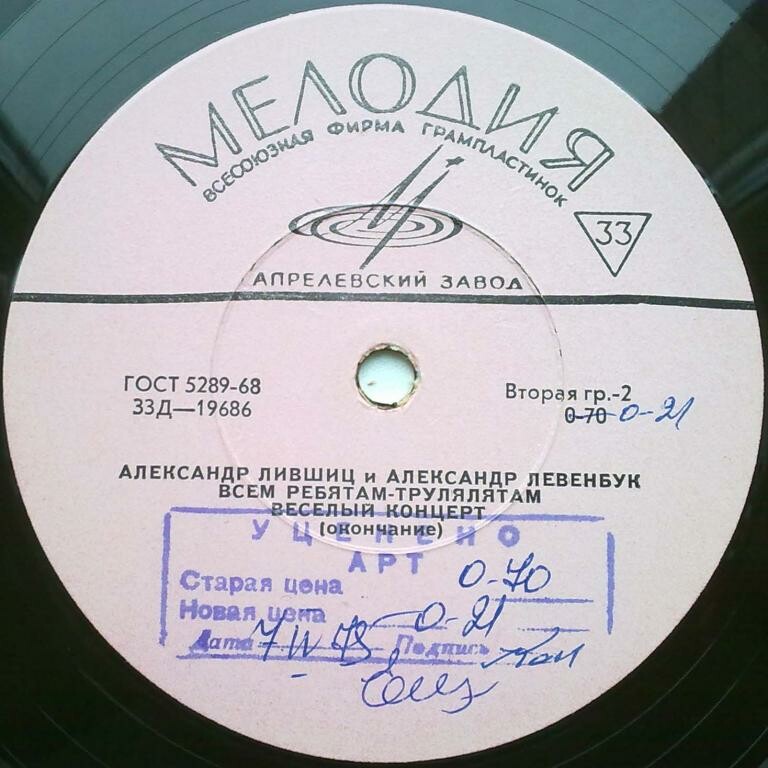 МЕЛОДИЯ
ВСЕСОЮЗНАЯ ФИРМА ГРАМПЛАСТИНОК
33
АПРЕЛЕВСКИЙ ЗАВОД
ГОСТ 5289-68
33Д—19686
Вторая гр.-2
0-70 0-21
АЛЕКСАНДР ЛИВШИЦ и АЛЕКСАНДР ЛЕВЕНБУК
ВСЕМ РЕБЯТАМ-ТРУЛЯЛЯТАМ
ВЕСЕЛЫЙ КОНЦЕРТ
(окончание)
УЦЕНЕНО
АРТ
Старая цена 0-70
Новая цена 0-21
Дата Подпись